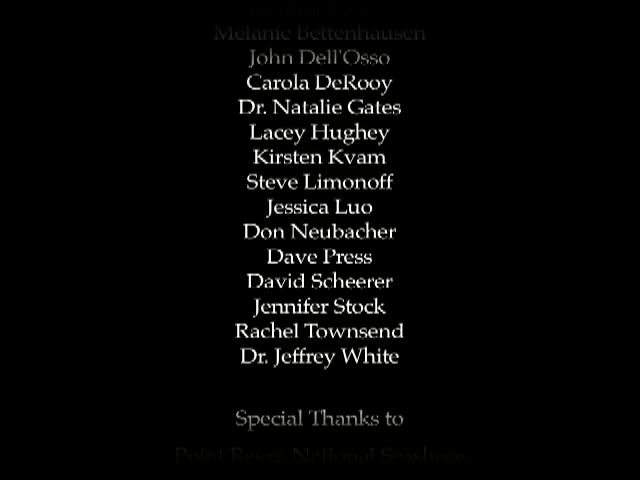 Melanie Bettenhausen
John Dell'Osso
Carola DeRooy
Dr. Natalie Gates
Lacey Hughey
Kirsten Kvam
Steve Limonoff
Jessica Luo
Don Neubacher
Dave Press
David Scheerer
Jennifer Stock
Rachel Townsend
Dr. Jeffrey White
Special Thanks to
Point Reyes National Seashore